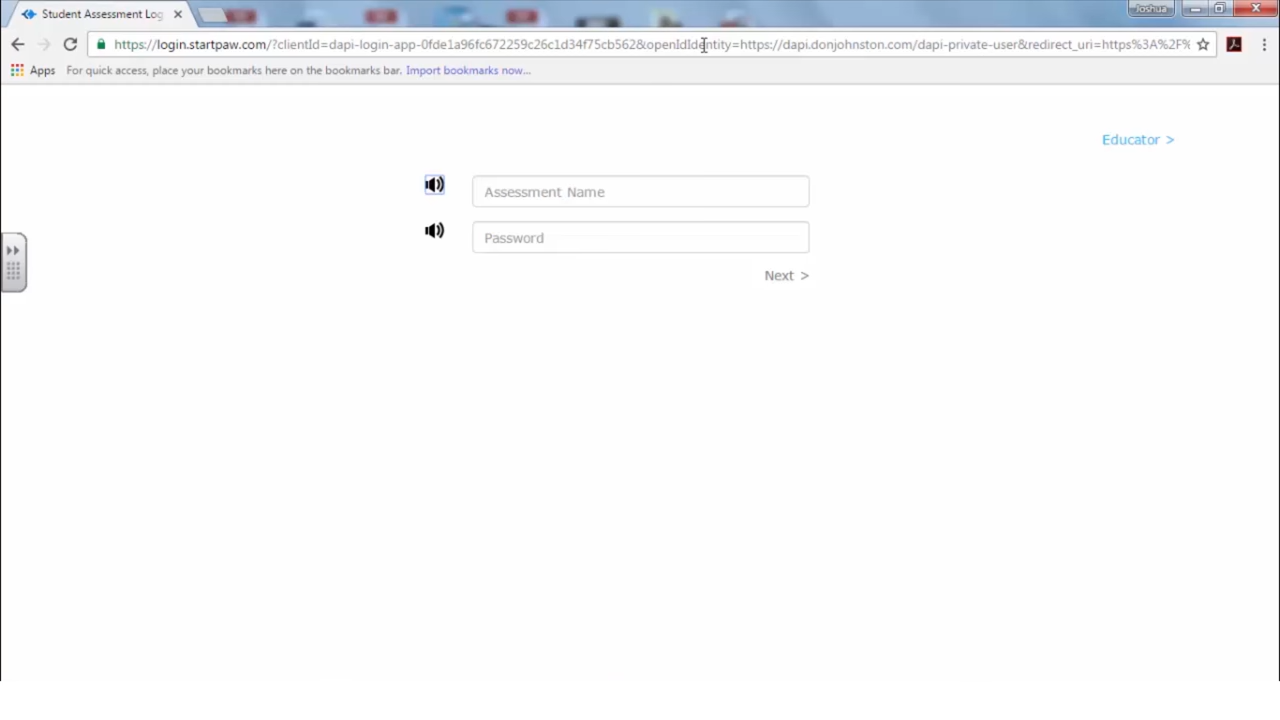 Student Assessment Log
Joshua
https://login.startpaw.com/?clientId=dapi-login-app-0fde1a96fc672259c26c1d34f75cb562&openIdIdentity=https://dapi.donjohnston.com/dapi-private-user&redirect_uri=https%3A%2F%
Apps For quick access, place your bookmarks here on the bookmarks bar. Import bookmarks now...
Educator >
Assessment Name
Password
Next >